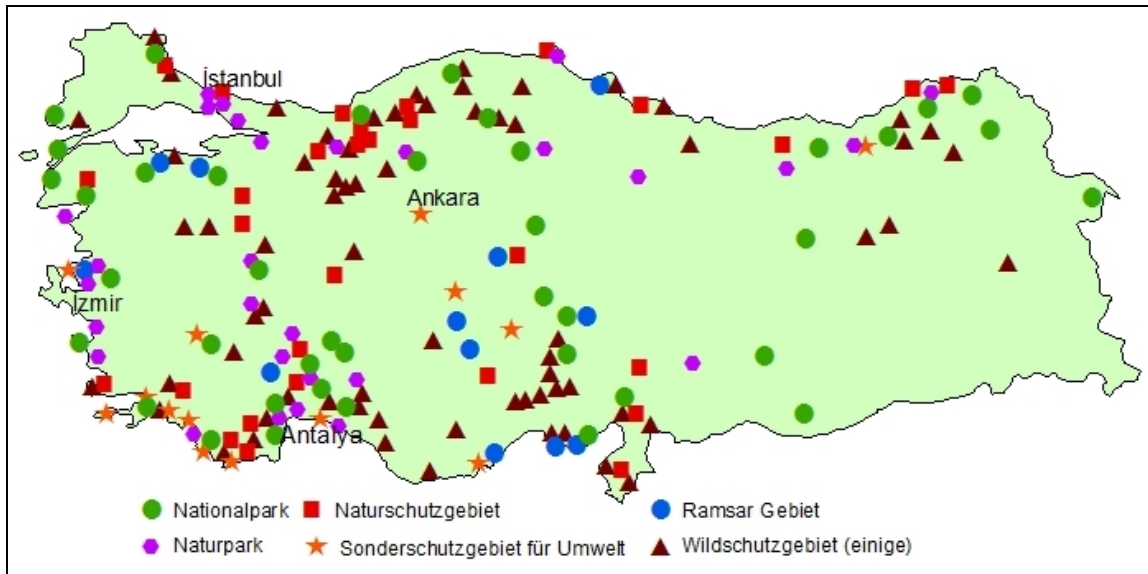 İstanbul
Ankara
İzmir
Antalya
Nationalpark Naturschutzgebiet Ramsar Gebiet
Naturpark Sonderschutzgebiet für Umwelt Wildschutzgebiet (einige)